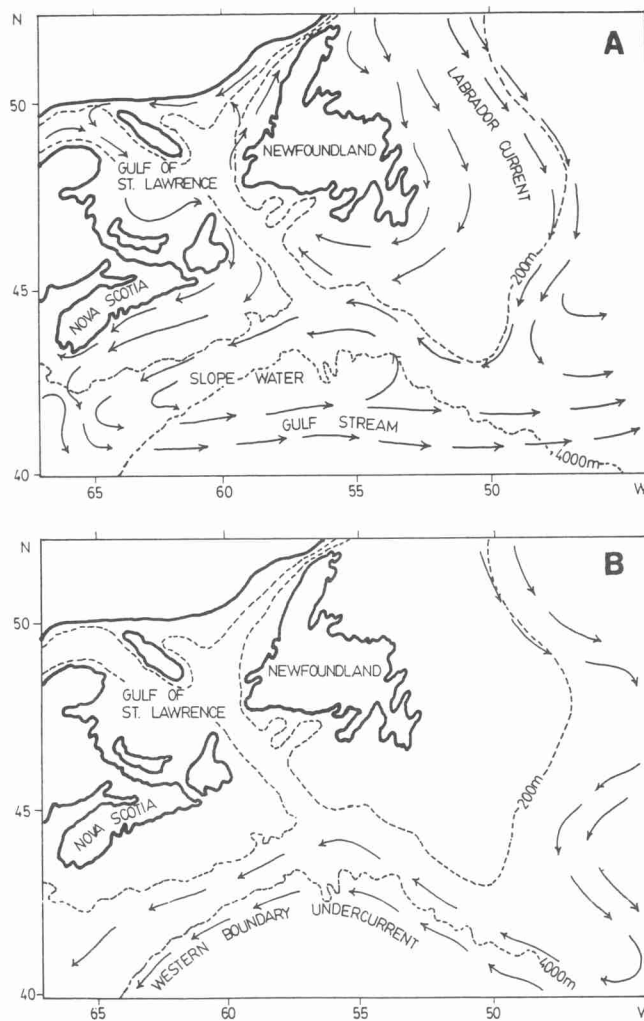 N
A
50
45
40
65
60
55
50
W
LABRADOR CURRENT
NEWFOUNDLAND
GULF OF
ST. LAWRENCE
NOVA SCOTIA
200m
SLOPE WATER
GULF STREAM
4000m
N
B
50
45
40
65
60
55
50
W
NEWFOUNDLAND
GULF OF
ST. LAWRENCE
NOVA SCOTIA
200m
WESTERN BOUNDARY UNDERCURRENT
4000m